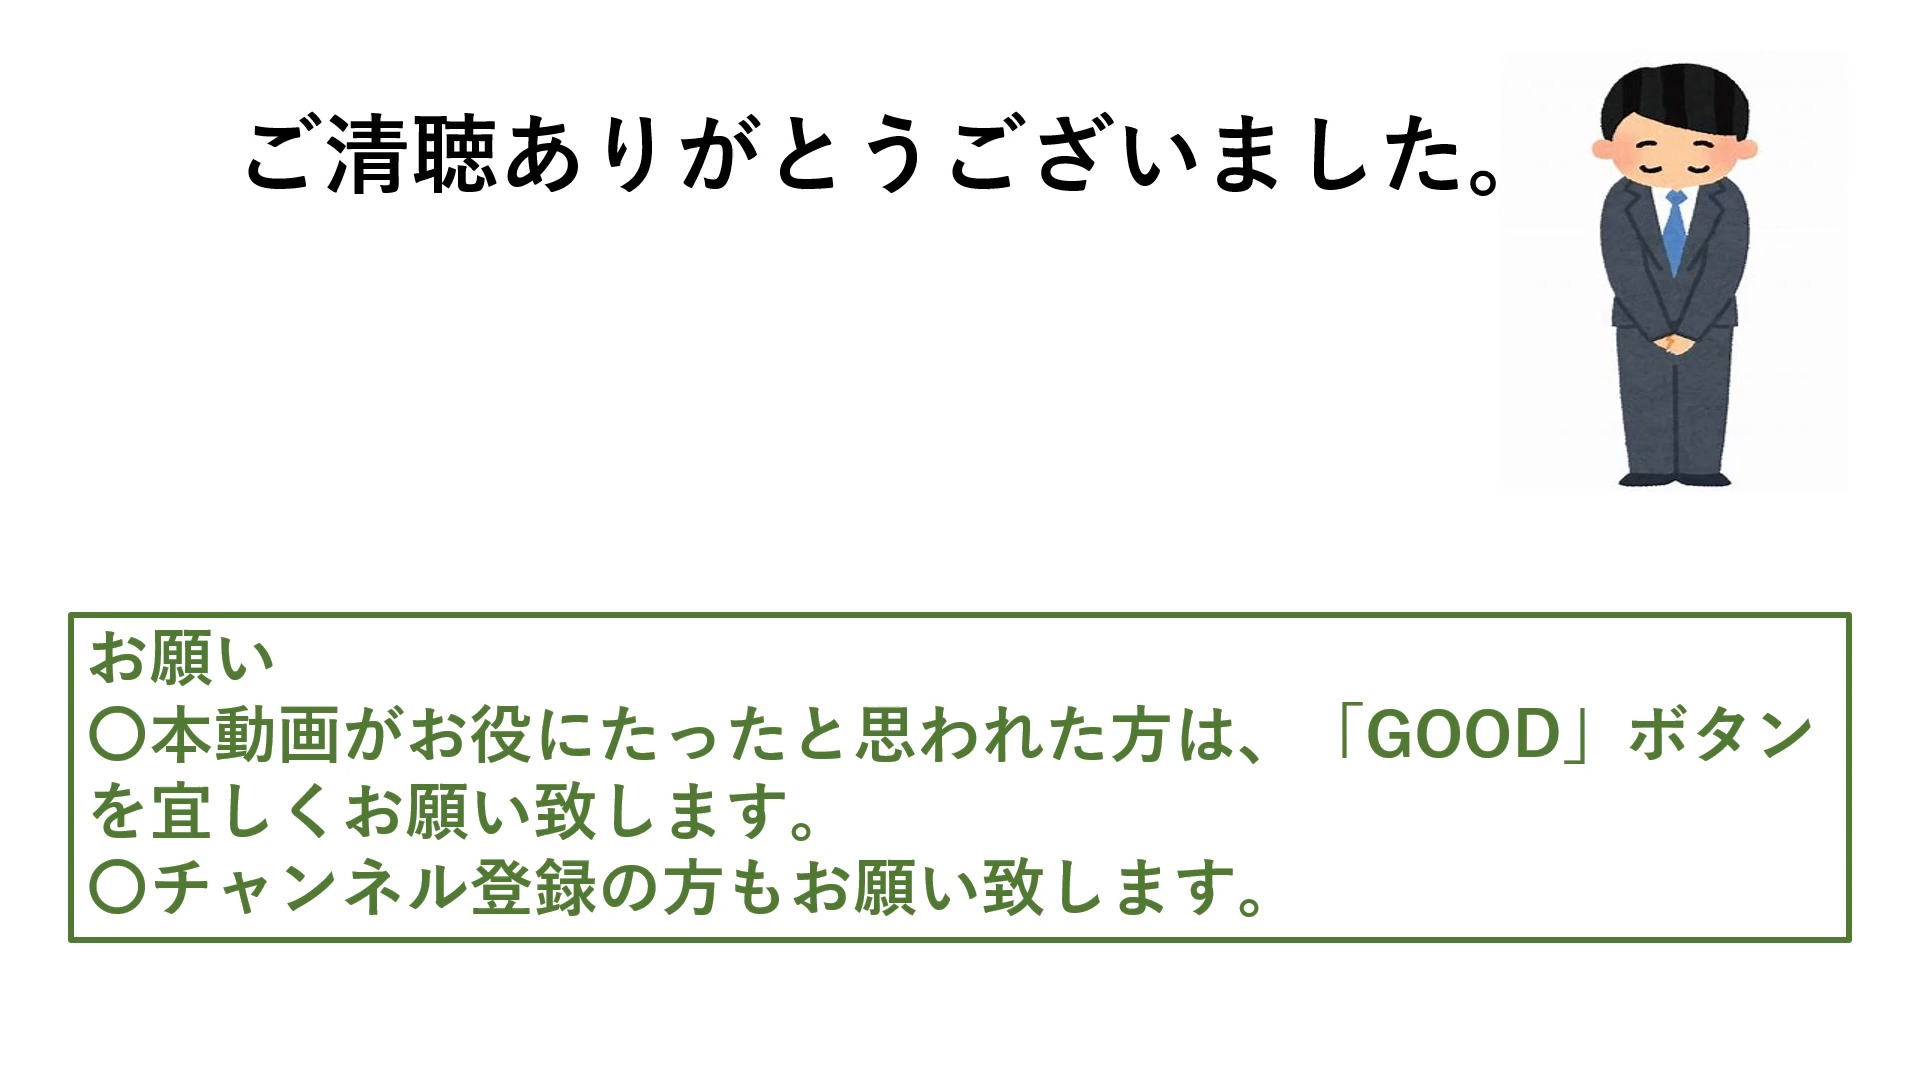 ご清聴ありがとうございました。
お願い
〇本動画がお役にたったと思われた方は、「GOOD」ボタン
を宜しくお願い致します。
〇チャンネル登録の方もお願い致します。